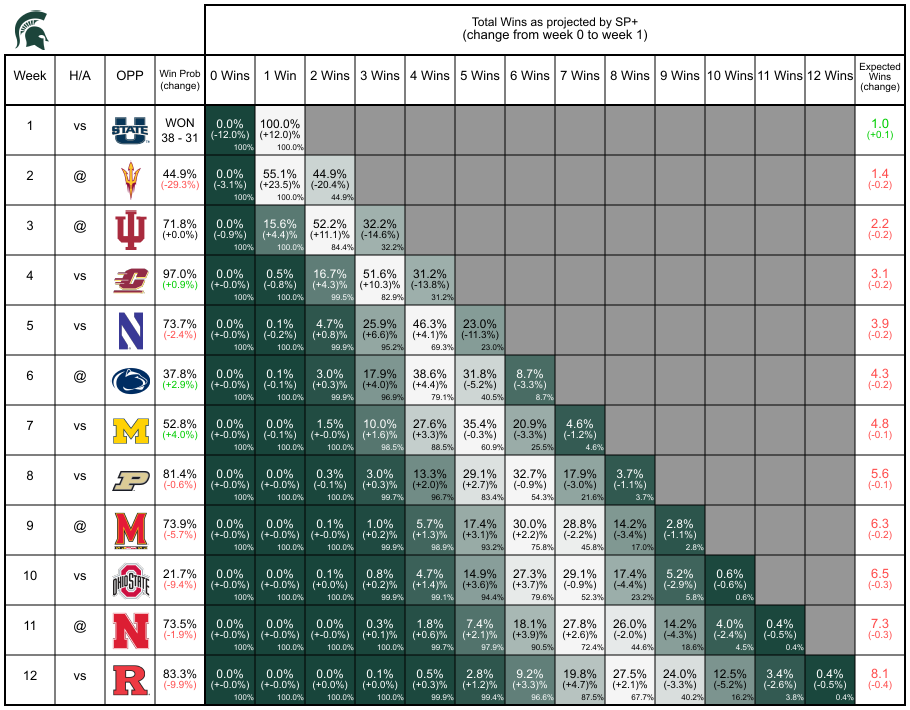 Total Wins as projected by SP+
(change from week 0 to week 1)
Week H/A OPP Win Prob (change) 0 Wins 1 Win 2 Wins 3 Wins 4 Wins 5 Wins 6 Wins 7 Wins 8 Wins 9 Wins 10 Wins 11 Wins 12 Wins Expected Wins (change)
1 vs U STATE WON 0.0% 100.0% 1.0
38 - 31 (-12.0%) (+12.0)% (+0.1)
100% 100.0%
2 @ 44.9% 0.0% 55.1% 44.9% 1.4
(-29.3%) (-3.1%) (+23.5)% (-20.4%) (-0.2)
100% 100.0% 44.9%
3 @ 71.8% 0.0% 15.6% 52.2% 32.2% 2.2
(+0.0%) (-0.9%) (+4.4)% (+11.1%) (-14.6%) (-0.2)
100% 100.0% 84.4% 32.2%
4 vs C 97.0% 0.0% 0.5% 16.7% 51.6% 31.2% 3.1
(+0.9%) (+-0.0%) (-0.8%) (+4.3)% (+10.3%) (-13.8%) (-0.2)
100% 100.0% 99.5% 82.9% 31.2%
5 vs N 73.7% 0.0% 0.1% 4.7% 25.9% 46.3% 23.0% 3.9
(-2.4%) (+-0.0%) (-0.2%) (+0.8)% (+6.6)% (+4.1)% (-11.3%) (-0.2)
100% 100.0% 99.9% 95.2% 69.3% 23.0%
6 @ 37.8% 0.0% 0.1% 3.0% 17.9% 38.6% 31.8% 8.7% 4.3
(+2.9%) (+-0.0%) (-0.1%) (+0.3)% (+4.0)% (+4.4)% (-5.2%) (-3.3%) (-0.2)
100% 100.0% 99.9% 96.9% 79.1% 40.5% 8.7%
7 vs M 52.8% 0.0% 0.0% 1.5% 10.0% 27.6% 35.4% 20.9% 4.6% 4.8
(+4.0%) (+-0.0%) (-0.1%) (+-0.0%) (+1.6)% (+3.3)% (-0.3%) (-3.3%) (-1.2%) (-0.1)
100% 100.0% 100.0% 98.5% 88.5% 60.9% 25.5% 4.6%
8 vs P 81.4% 0.0% 0.0% 0.3% 3.0% 13.3% 29.1% 32.7% 17.9% 3.7% 5.6
(-0.6%) (+-0.0%) (+-0.0%) (-0.1%) (+0.3)% (+2.0)% (+2.7)% (-0.9%) (-3.0%) (-1.1%) (-0.1)
100% 100.0% 100.0% 99.7% 96.7% 83.4% 54.3% 21.6% 3.7%
9 @ M 73.9% 0.0% 0.0% 0.1% 1.0% 5.7% 17.4% 30.0% 28.8% 14.2% 2.8% 6.3
(-5.7%) (+-0.0%) (+-0.0%) (+-0.0%) (+0.2)% (+1.3)% (+3.1)% (+2.2)% (-2.2%) (-3.4%) (-1.1%) (-0.2)
100% 100.0% 100.0% 99.9% 98.9% 93.2% 75.8% 45.8% 17.0% 2.8%
10 vs OHIO STATE 21.7% 0.0% 0.0% 0.1% 0.8% 4.7% 14.9% 27.3% 29.1% 17.4% 5.2% 0.6% 6.5
(-9.4%) (+-0.0%) (+-0.0%) (+0.0)% (+0.2)% (+1.4)% (+3.6)% (+3.7)% (-0.9%) (-4.4%) (-2.9%) (-0.6%) (-0.3)
100% 100.0% 100.0% 99.9% 99.1% 94.4% 79.6% 52.3% 23.2% 5.8% 0.6%
11 @ N 73.5% 0.0% 0.0% 0.0% 0.3% 1.8% 7.4% 18.1% 27.8% 26.0% 14.2% 4.0% 0.4% 7.3
(-1.9%) (+-0.0%) (+-0.0%) (+-0.0%) (+0.1)% (+0.6)% (+2.1)% (+3.9)% (+2.6)% (-2.0%) (-4.3%) (-2.4%) (-0.5%) (-0.3)
100% 100.0% 100.0% 100.0% 99.7% 97.9% 90.5% 72.4% 44.6% 18.6% 4.5% 0.4%
12 vs R 83.3% 0.0% 0.0% 0.0% 0.1% 0.5% 2.8% 9.2% 19.8% 27.5% 24.0% 12.5% 3.4% 0.4% 8.1
(-9.9%) (+-0.0%) (+-0.0%) (+-0.0%) (+0.0)% (+0.3)% (+1.2)% (+3.3)% (+4.7)% (+2.1)% (-3.3%) (-5.2%) (-2.6%) (-0.5%) (-0.4)
100% 100.0% 100.0% 100.0% 99.9% 99.4% 96.6% 87.5% 67.7% 40.2% 16.2% 3.8% 0.4%